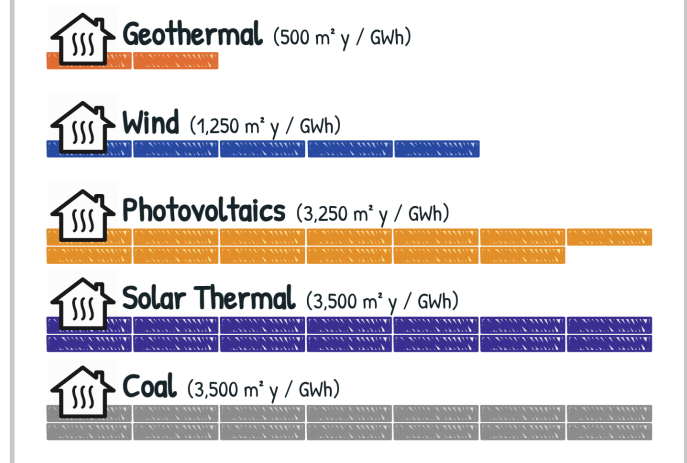 Geothermal (500 m² y / GWh)
Wind (1,250 m² y / GWh)
Photovoltaics (3,250 m² y / GWh)
Solar Thermal (3,500 m² y / GWh)
Coal (3,500 m² y / GWh)